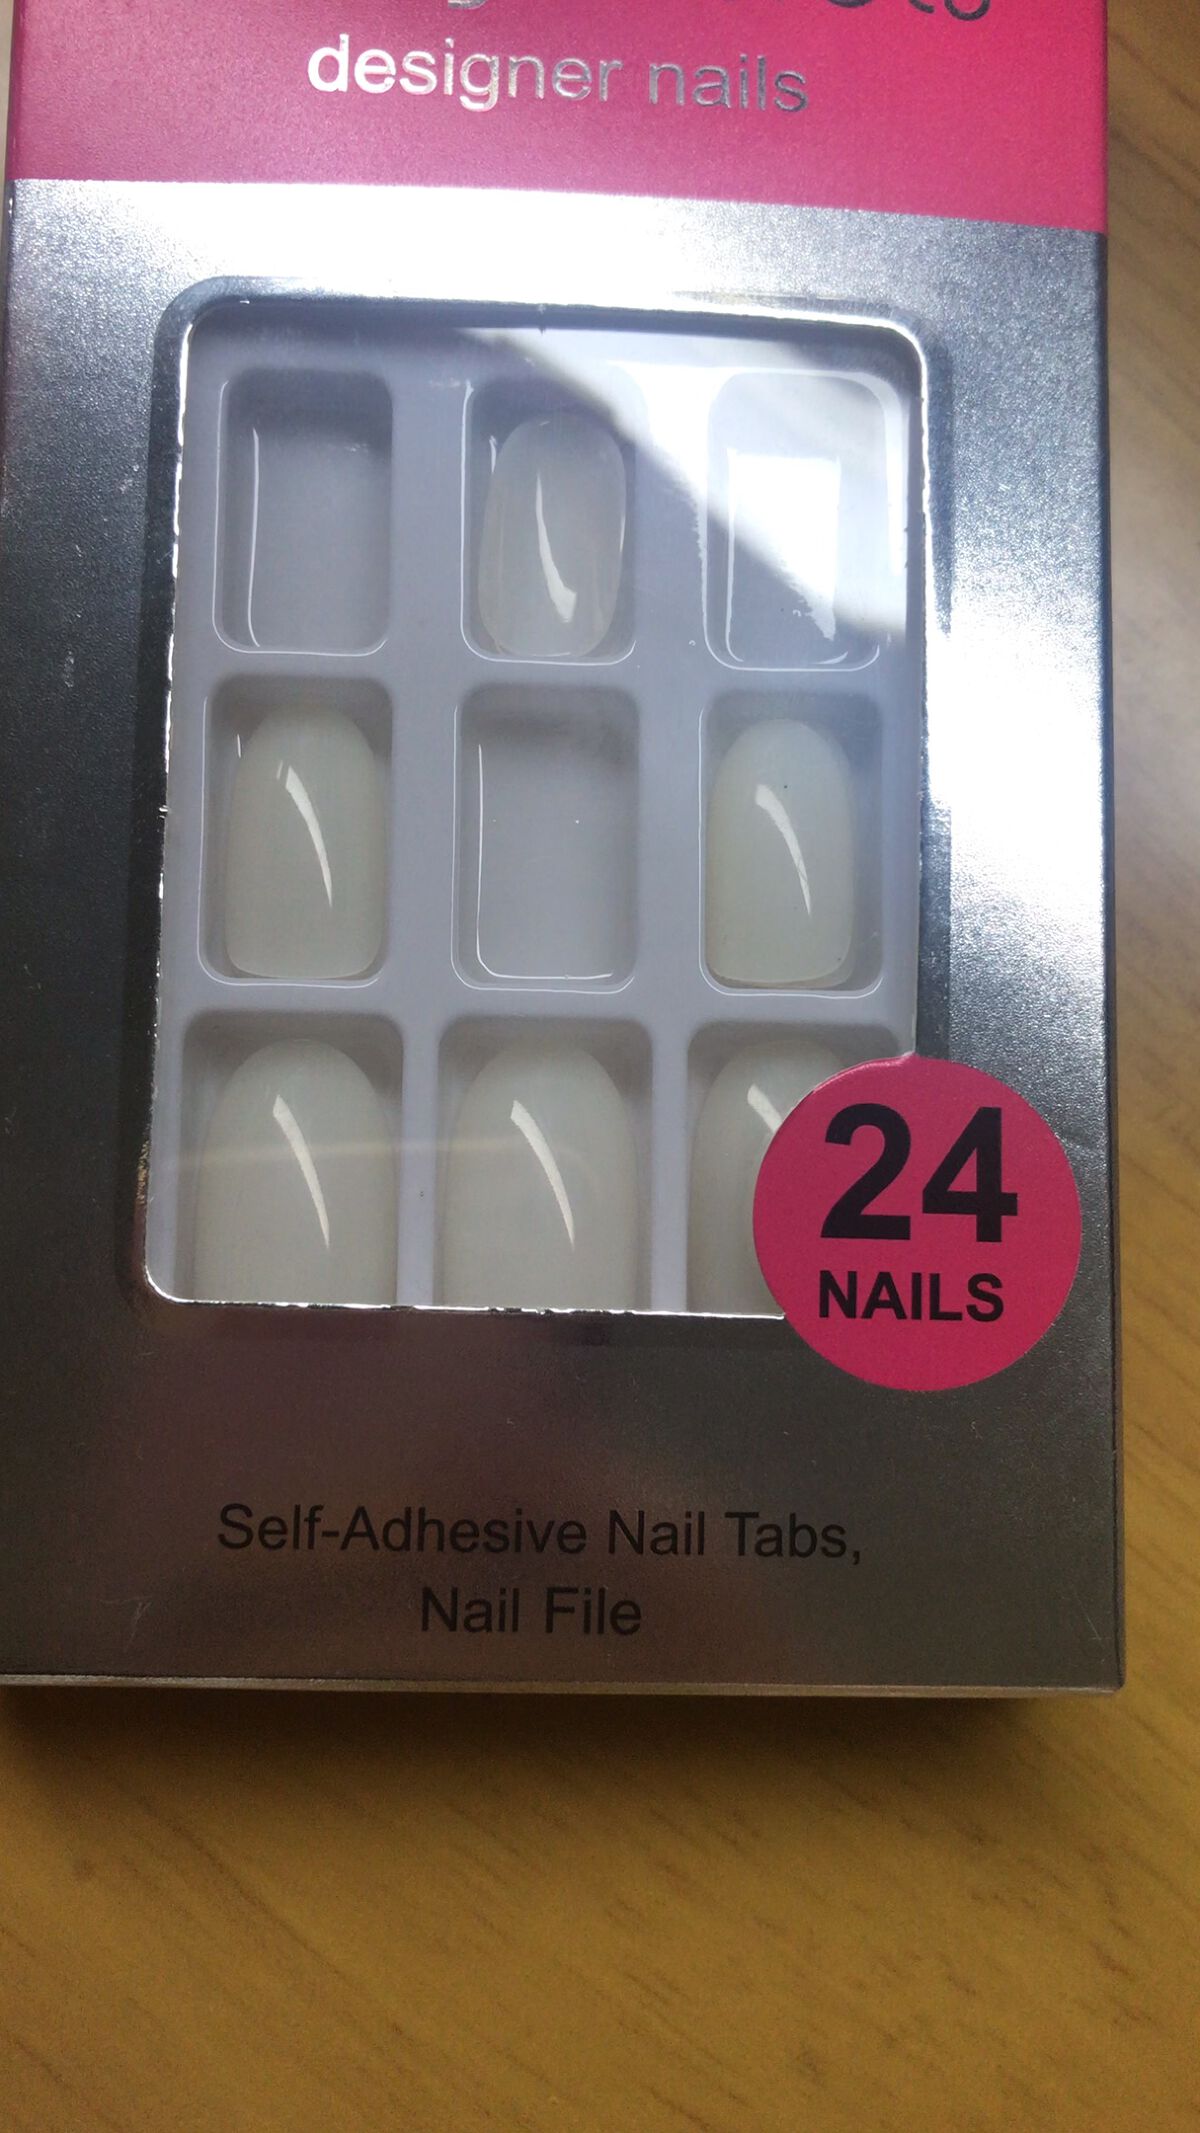 designer nails
24
NAILS
Self-Adhesive Nail Tabs,
Nail File